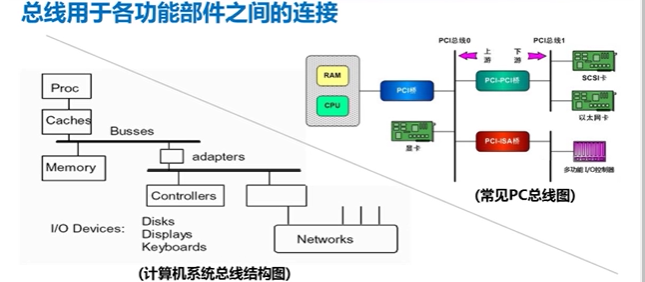 总线用于各功能部件之间的连接
Proc
Caches
Busses
Memory
adapters
Controllers
I/O Devices:
Disks
Displays
Keyboards
Networks
(计算机系统总线结构图)
PCI总线0
PCI总线1
上游
下游
RAM
CPU
PCI桥
PCI-PCI桥
SCSI卡
以太网卡
显卡
PCI-ISA桥
多功能 I/O控制器
(常见PC总线图)